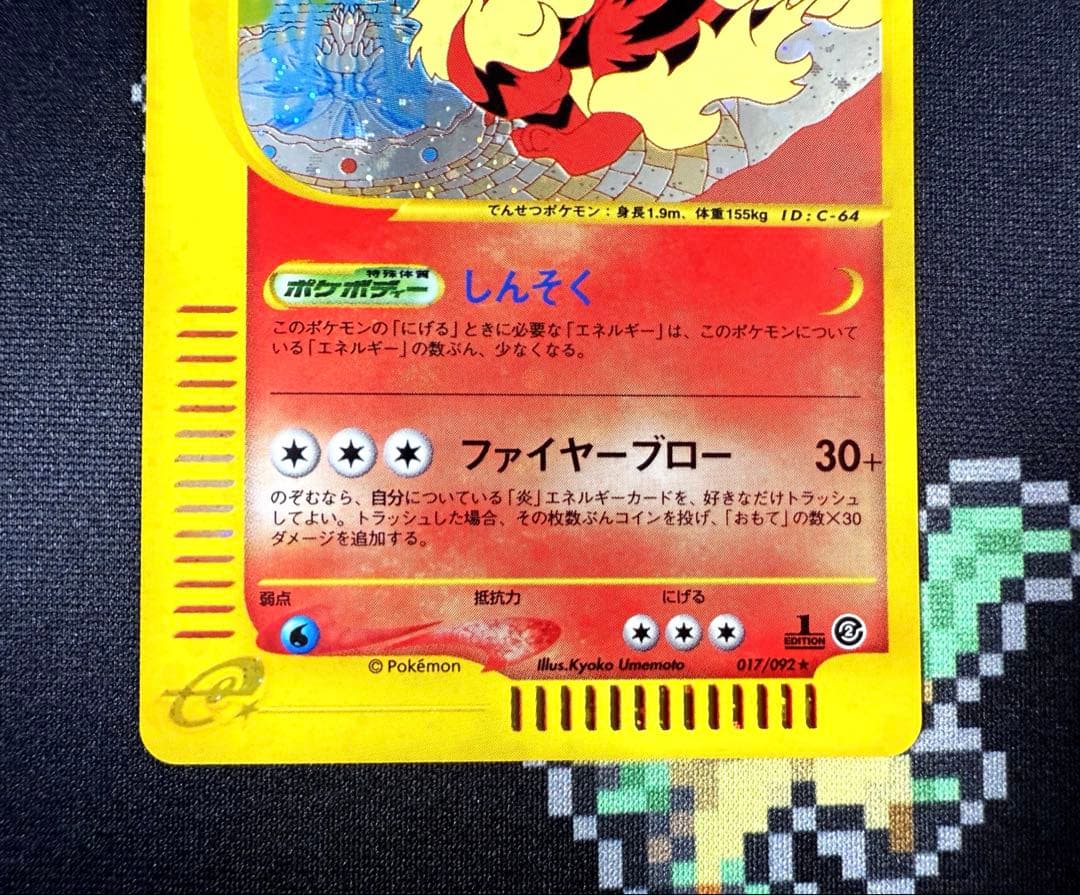 でんせつポケモン：身長1.9m、体重155kg ID:C-64
特殊体質
ポケボディー しんそく
このポケモンの「にげる」ときに必要な「エネルギー」は、このポケモンについて
いる「エネルギー」の数ぶん、少なくなる。
ファイヤーブロー 30+
のぞむなら、自分についている「炎」エネルギーカードを、好きなだけトラッシュ
してよい。トラッシュした場合、その枚数ぶんコインを投げ、「おもて」の数×30
ダメージを追加する。
弱点 抵抗力 にげる
1 EDITION 2
© Pokémon Illus.Kyoko Umemoto 017/092★
e